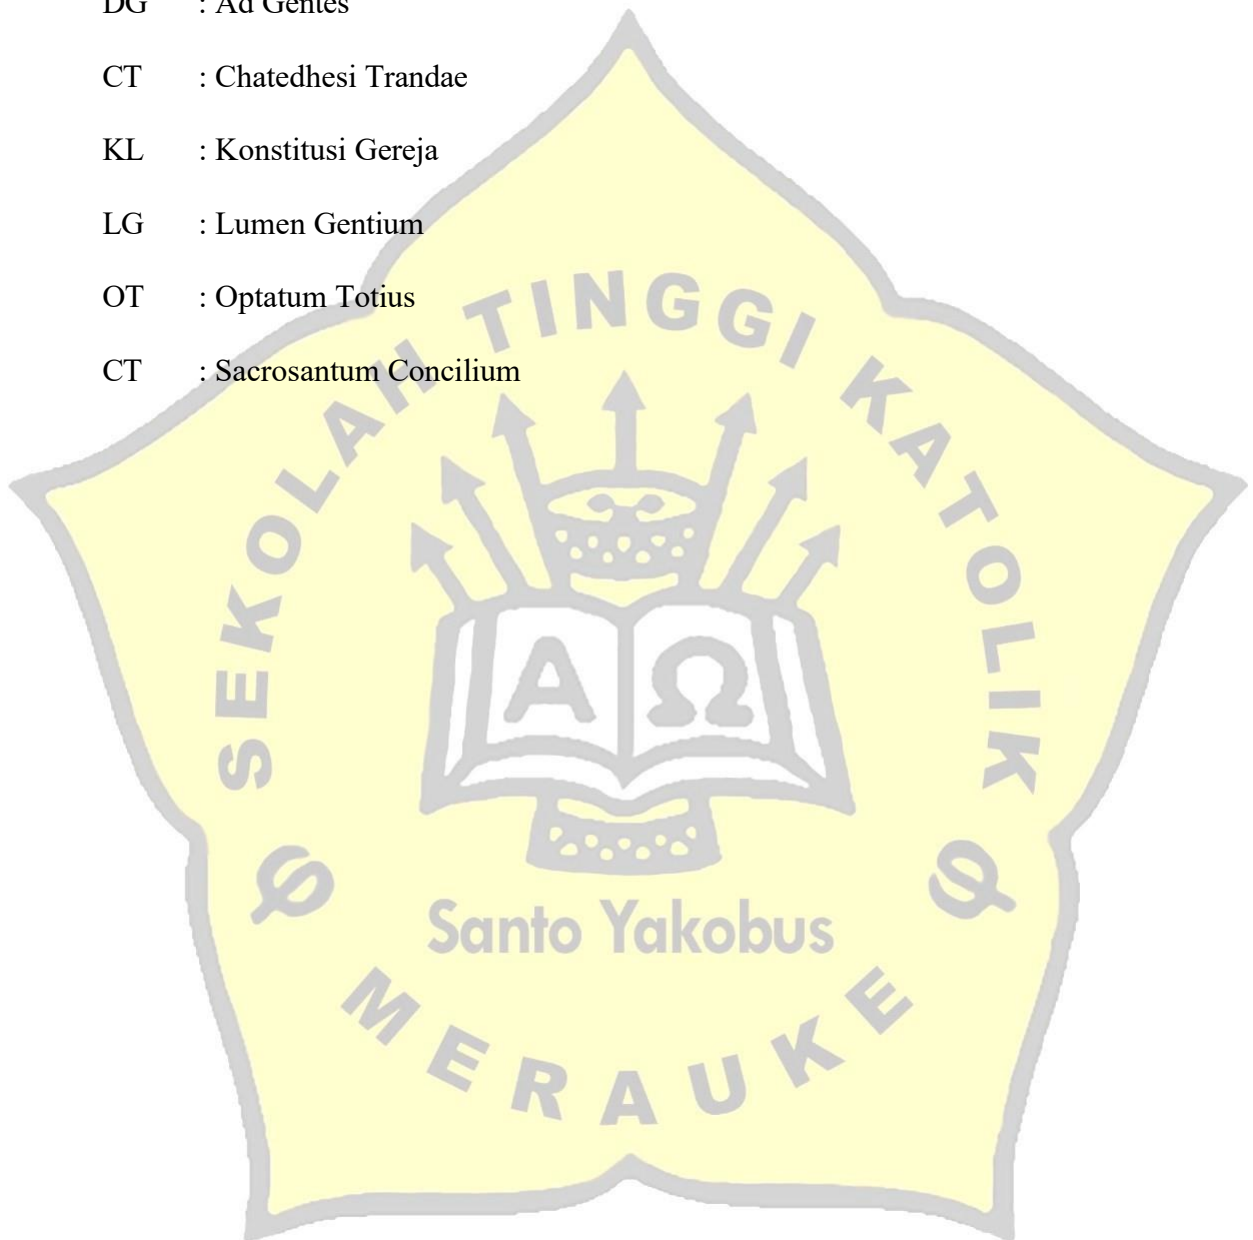 DG : Ad Gentes
CT : Chatedhesi Trandae
KL : Konstitusi Gereja
LG : Lumen Gentium
OT : Optatum Totius
CT : Sacrosantum Concilium
SEKOLAH TINGGI KATOLIK
Α Ω
Santo Yakobus
MERAUKE